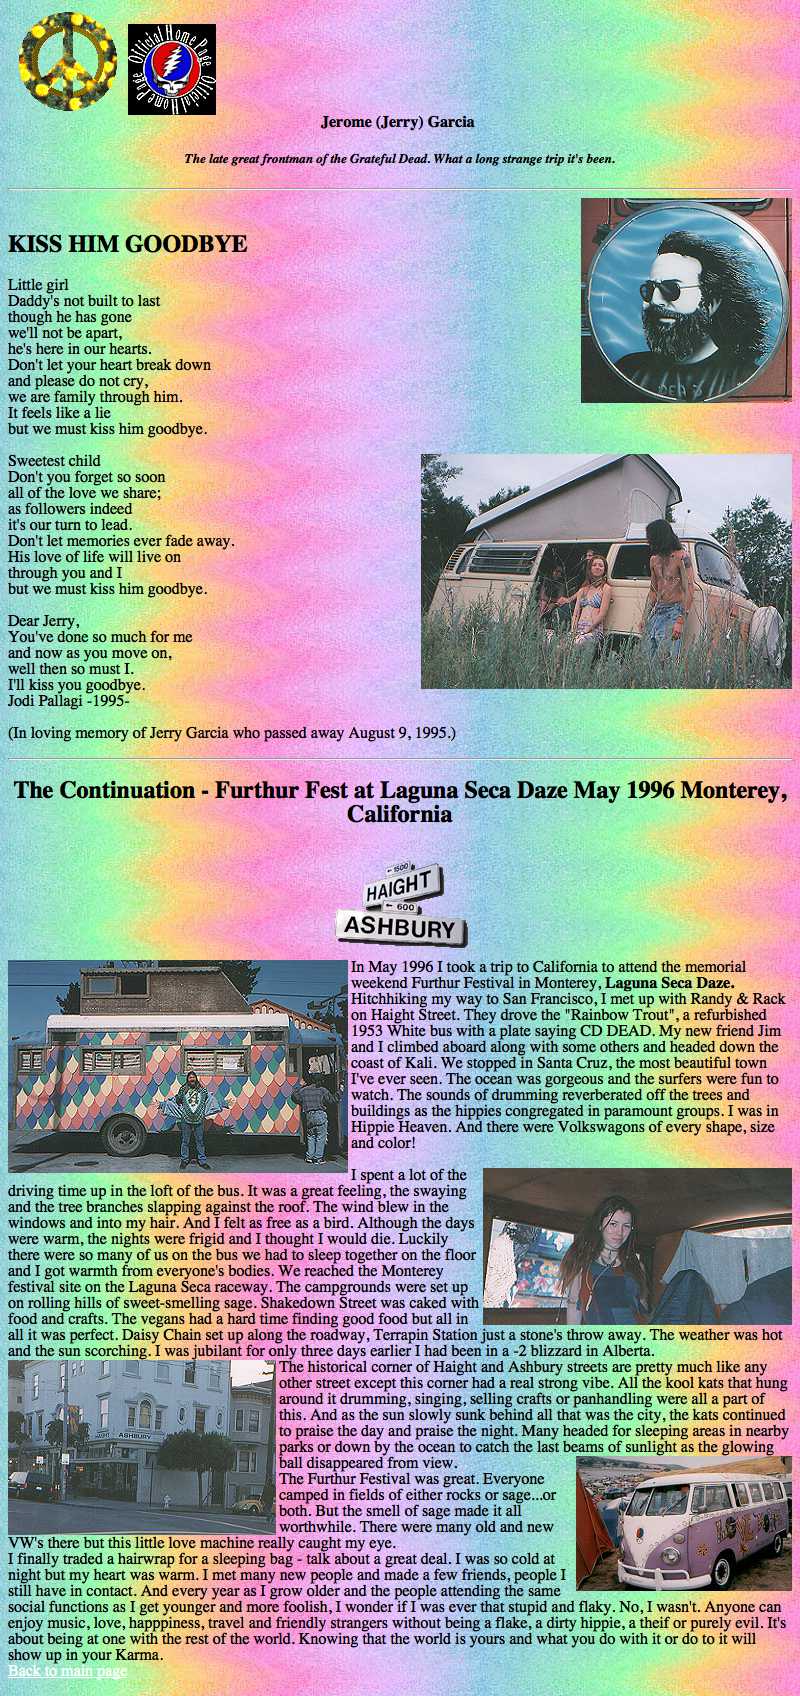 Official Home Page Official Home Page
Jerome (Jerry) Garcia
The late great frontman of the Grateful Dead. What a long strange trip it's been.
KISS HIM GOODBYE
Little girl
Daddy's not built to last
though he has gone
we'll not be apart,
he's here in our hearts.
Don't let your heart break down
and please do not cry,
we are family through him.
It feels like a lie
but we must kiss him goodbye.
Sweetest child
Don't you forget so soon
all of the love we share;
as followers indeed
it's our turn to lead.
Don't let memories ever fade away.
His love of life will live on
through you and I
but we must kiss him goodbye.
Dear Jerry,
You've done so much for me
and now as you move on,
well then so must I.
I'll kiss you goodbye.
Jodi Pallagi -1995-
(In loving memory of Jerry Garcia who passed away August 9, 1995.)
The Continuation - Furthur Fest at Laguna Seca Daze May 1996 Monterey,
California
← 1500
HAIGHT
← 600
ASHBURY
In May 1996 I took a trip to California to attend the memorial
weekend Furthur Festival in Monterey, Laguna Seca Daze.
Hitchhiking my way to San Francisco, I met up with Randy & Rack
on Haight Street. They drove the "Rainbow Trout", a refurbished
1953 White bus with a plate saying CD DEAD. My new friend Jim
and I climbed aboard along with some others and headed down the
coast of Kali. We stopped in Santa Cruz, the most beautiful town
I've ever seen. The ocean was gorgeous and the surfers were fun to
watch. The sounds of drumming reverberated off the trees and
buildings as the hippies congregated in paramount groups. I was in
Hippie Heaven. And there were Volkswagons of every shape, size
and color!
I spent a lot of the
driving time up in the loft of the bus. It was a great feeling, the swaying
and the tree branches slapping against the roof. The wind blew in the
windows and into my hair. And I felt as free as a bird. Although the days
were warm, the nights were frigid and I thought I would die. Luckily
there were so many of us on the bus we had to sleep together on the floor
and I got warmth from everyone's bodies. We reached the Monterey
festival site on the Laguna Seca raceway. The campgrounds were set up
on rolling hills of sweet-smelling sage. Shakedown Street was caked with
food and crafts. The vegans had a hard time finding good food but all in
all it was perfect. Daisy Chain set up along the roadway, Terrapin Station just a stone's throw away. The weather was hot
and the sun scorching. I was jubilant for only three days earlier I had been in a -2 blizzard in Alberta.
The historical corner of Haight and Ashbury streets are pretty much like any
other street except this corner had a real strong vibe. All the kool kats that hung
around it drumming, singing, selling crafts or panhandling were all a part of
this. And as the sun slowly sunk behind all that was the city, the kats continued
to praise the day and praise the night. Many headed for sleeping areas in nearby
parks or down by the ocean to catch the last beams of sunlight as the glowing
ball disappeared from view.
HAIGHT ASHBURY
The Furthur Festival was great. Everyone
camped in fields of either rocks or sage...or
both. But the smell of sage made it all
worthwhile. There were many old and new
VW's there but this little love machine really caught my eye.
I finally traded a hairwrap for a sleeping bag - talk about a great deal. I was so cold at
night but my heart was warm. I met many new people and made a few friends, people I
still have in contact. And every year as I grow older and the people attending the same
social functions as I get younger and more foolish, I wonder if I was ever that stupid and flaky. No, I wasn't. Anyone can
enjoy music, love, happpiness, travel and friendly strangers without being a flake, a dirty hippie, a theif or purely evil. It's
about being at one with the rest of the world. Knowing that the world is yours and what you do with it or do to it will
show up in your Karma.
Back to main page